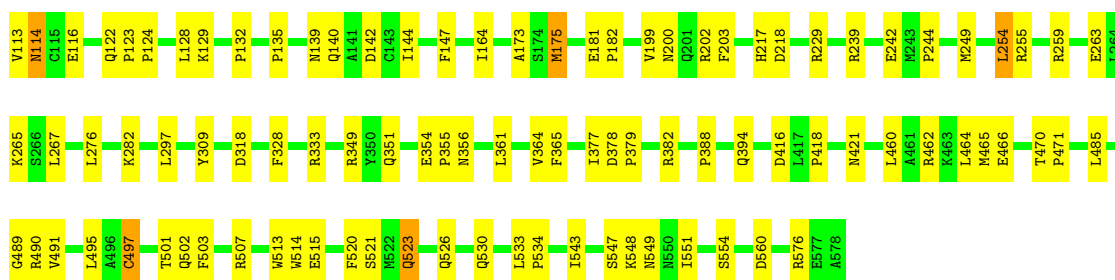 V113 N114 C115 E116 Q122 P123 P124 L128 K129 P132 P135 N139 Q140 A141 D142 C143 I144 F147 I164 A173 S174 M175 E181 P182 V199 N200 Q201 R202 F203 H217 D218 R229 R239 E242 M243 P244 M249 L254 R255 R259 E263 L264
K265 S266 L267 L276 K282 L297 Y309 D318 F328 R333 R349 Y350 Q351 E354 P355 N356 L361 V364 F365 I377 D378 P379 R382 P388 Q394 D416 L417 P418 N421 L460 A461 R462 K463 L464 M465 E466 T470 P471 L485
G489 R490 V491 L495 A496 C497 T501 Q502 F503 R507 W513 W514 E515 F520 S521 M522 Q523 Q526 Q530 L533 P534 I543 S547 K548 N549 N550 I551 S554 D560 R576 E577 A578